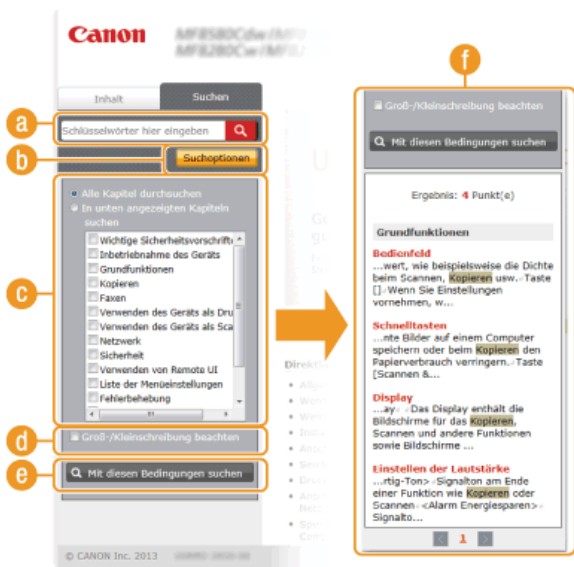 Canon
Inhalt
Suchen
a
Schlüsselwörter hier eingeben
b
Suchoptionen
c
Alle Kapitel durchsuchen
In unten angezeigten Kapiteln
suchen
Wichtige Sicherheitsvorschrift
Inbetriebnahme des Geräts
Grundfunktionen
Kopieren
Faxen
Verwenden des Geräts als Dru
Verwenden des Geräts als Sca
Netzwerk
Sicherheit
Verwenden von Remote UI
Liste der Menüeinstellungen
Fehlerbehebung
d
Groß-/Kleinschreibung beachten
e
Mit diesen Bedingungen suchen
© CANON Inc. 2013
f
Groß-/Kleinschreibung beachten
Mit diesen Bedingungen suchen
Ergebnis: 4 Punkt(e)
Grundfunktionen
Bedienfeld
...wert, wie beispielsweise die Dichte
beim Scannen, Kopieren usw. Taste
[] Wenn Sie Einstellungen
vornehmen, w...
Schnelltasten
...nte Bilder auf einem Computer
speichern oder beim Kopieren den
Papierverbrauch verringern. Taste
[Scannen &...
Display
...ay Das Display enthält die
Bildschirme für das Kopieren,
Scannen und andere Funktionen
sowie Bildschirme ...
Einstellen der Lautstärke
...rtig-Ton> Signalton am Ende
einer Funktion wie Kopieren oder
Scannen <Alarm Energiesparen>
Signalto...
1